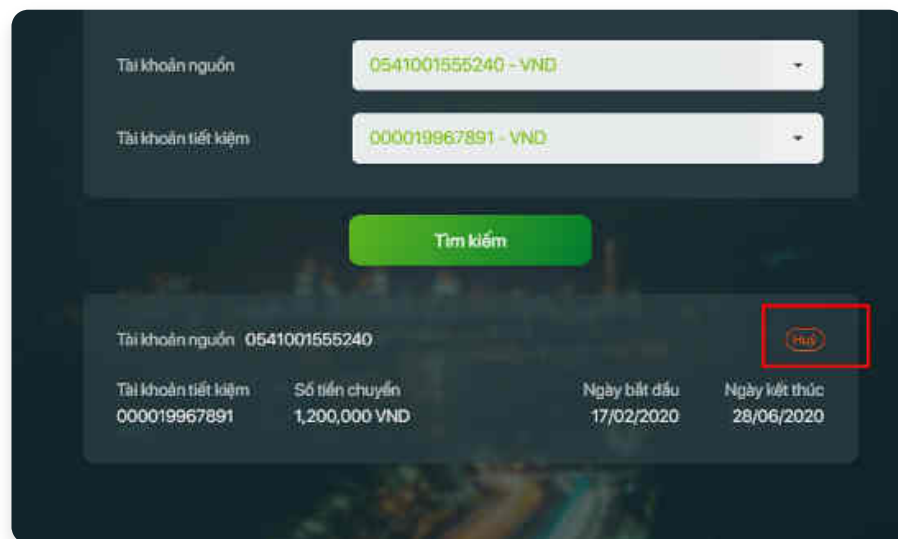 Tài khoản nguồn 0541001555240 - VND
Tài khoản tiết kiệm 000019967891 - VND
Tìm kiếm
Tài khoản nguồn 0541001555240 Huỷ
Tài khoản tiết kiệm Số tiền chuyển Ngày bắt đầu Ngày kết thúc
000019967891 1,200,000 VND 17/02/2020 28/06/2020